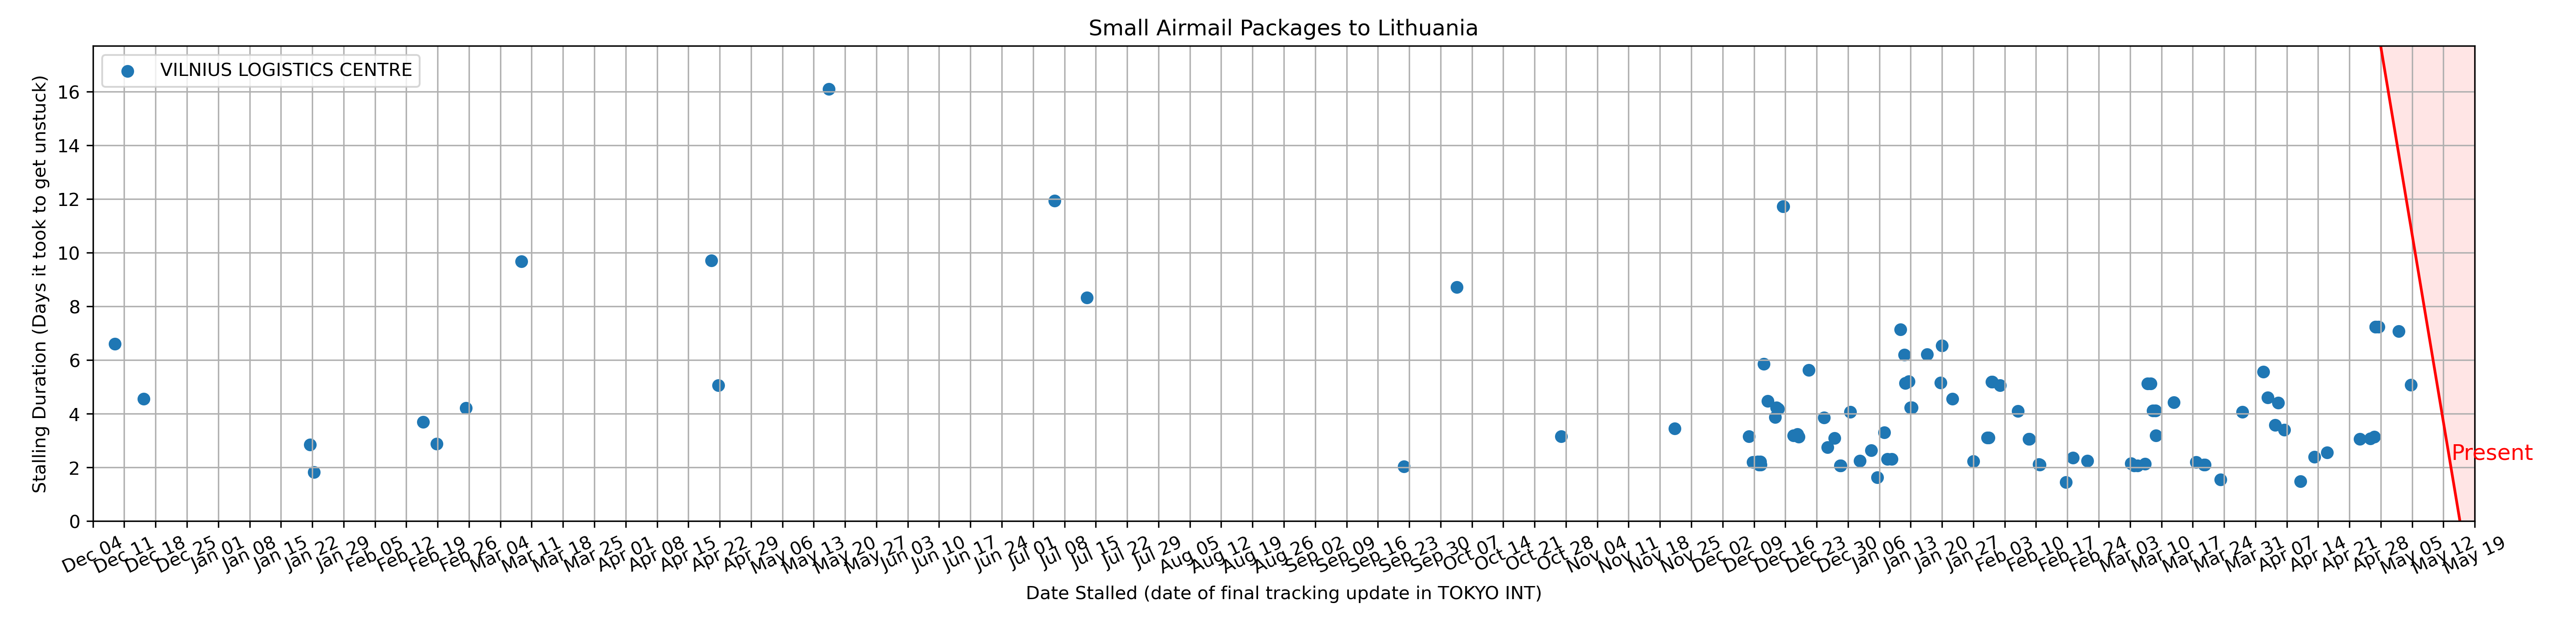 Small Airmail Packages to Lithuania
VILNIUS LOGISTICS CENTRE
Stalling Duration (Days it took to get unstuck)
16
14
12
10
8
6
4
2
0
Present
Dec 04 Dec 11 Dec 18 Dec 25 Jan 01 Jan 08 Jan 15 Jan 22 Jan 29 Feb 05 Feb 12 Feb 19 Feb 26 Mar 04 Mar 11 Mar 18 Mar 25 Apr 01 Apr 08 Apr 15 Apr 22 Apr 29 May 06 May 13 May 20 May 27 Jun 03 Jun 10 Jun 17 Jun 24 Jul 01 Jul 08 Jul 15 Jul 22 Jul 29 Aug 05 Aug 12 Aug 19 Aug 26 Sep 02 Sep 09 Sep 16 Sep 23 Sep 30 Oct 07 Oct 14 Oct 21 Oct 28 Nov 04 Nov 11 Nov 18 Nov 25 Dec 02 Dec 09 Dec 16 Dec 23 Dec 30 Jan 06 Jan 13 Jan 20 Jan 27 Feb 03 Feb 10 Feb 17 Feb 24 Mar 03 Mar 10 Mar 17 Mar 24 Mar 31 Apr 07 Apr 14 Apr 21 Apr 28 May 05 May 12 May 19
Date Stalled (date of final tracking update in TOKYO INT)